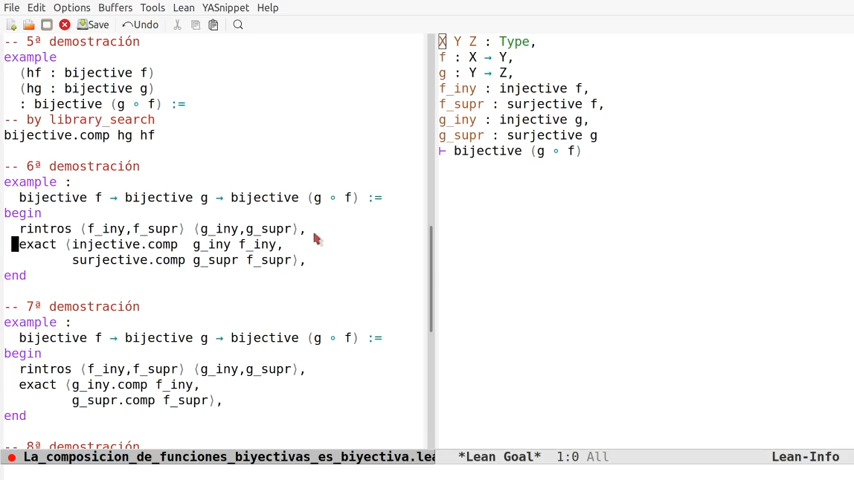 File Edit Options Buffers Tools Lean YASnippet Help
Save Undo
-- 5ª demostración
example
  (hf : bijective f)
  (hg : bijective g)
  : bijective (g ∘ f) :=
-- by library_search
bijective.comp hg hf
-- 6ª demostración
example :
  bijective f → bijective g → bijective (g ∘ f) :=
begin
  rintros ⟨f_iny,f_supr⟩ ⟨g_iny,g_supr⟩,
  exact ⟨injective.comp  g_iny f_iny,
         surjective.comp g_supr f_supr⟩,
end
-- 7ª demostración
example :
  bijective f → bijective g → bijective (g ∘ f) :=
begin
  rintros ⟨f_iny,f_supr⟩ ⟨g_iny,g_supr⟩,
  exact ⟨g_iny.comp f_iny,
         g_supr.comp f_supr⟩,
end
-- 8ª demostración
La_composicion_de_funciones_biyectivas_es_biyectiva.lea
X Y Z : Type,
f : X → Y,
g : Y → Z,
f_iny : injective f,
f_supr : surjective f,
g_iny : injective g,
g_supr : surjective g
⊢ bijective (g ∘ f)
*Lean Goal* 1:0 All Lean-Info